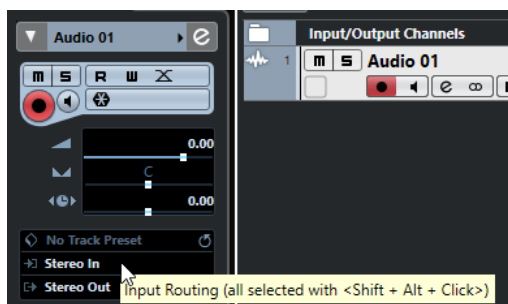 Audio 01
m S R W
0.00
C
0.00
No Track Preset
Stereo In
Stereo Out
Input/Output Channels
1 m S Audio 01
e
Input Routing (all selected with <Shift + Alt + Click>)